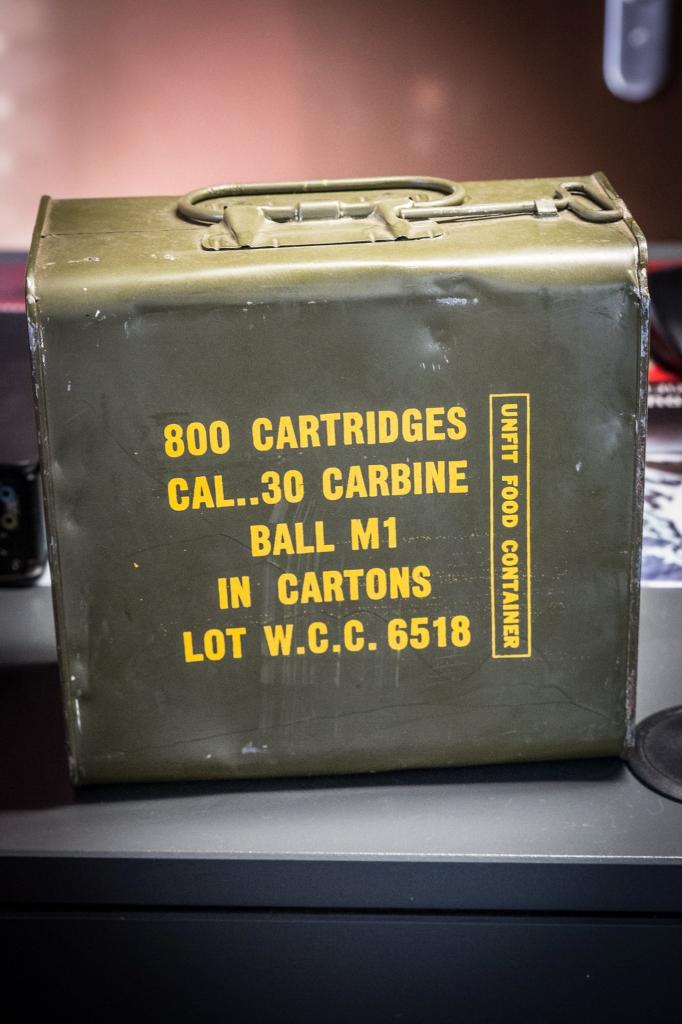 800 CARTRIDGES
CAL..30 CARBINE
BALL M1
IN CARTONS
LOT W.C.C. 6518
UNFIT FOOD CONTAINER